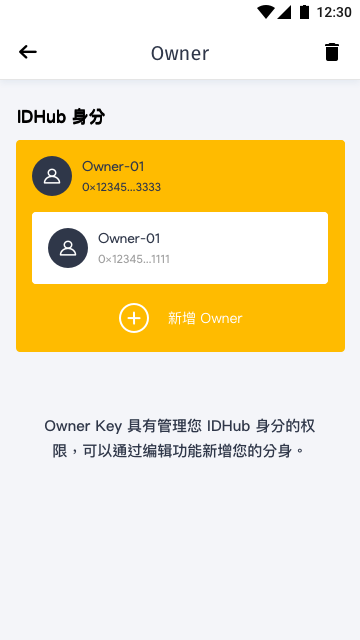 12:30
Owner
IDHub 身分
Owner-01
0×12345...3333
Owner-01
0×12345...1111
新增 Owner
Owner Key 具有管理您 IDHub 身分的权
限，可以通过编辑功能新增您的分身。